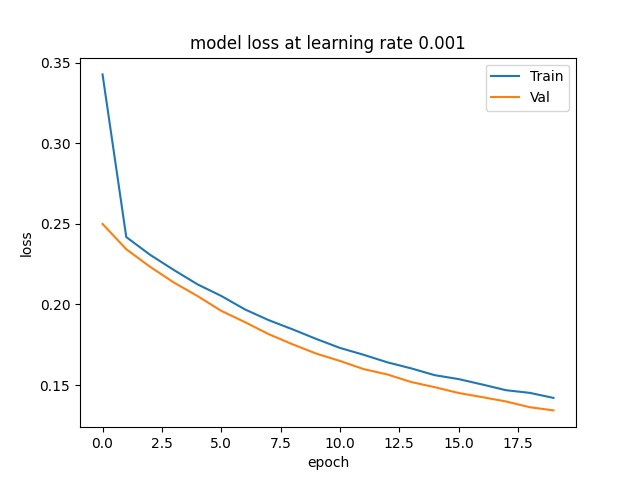 model loss at learning rate 0.001
Train
Val
loss
0.35
0.30
0.25
0.20
0.15
0.0 2.5 5.0 7.5 10.0 12.5 15.0 17.5
epoch